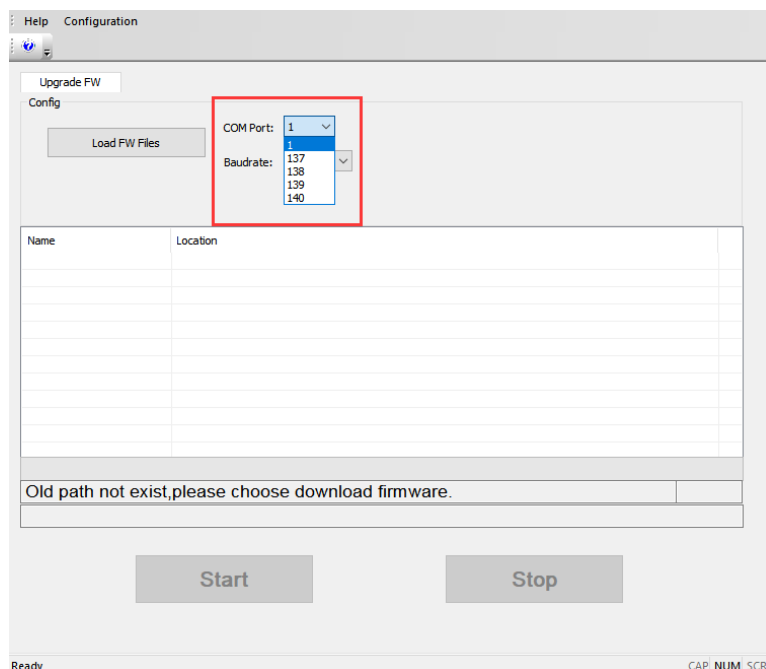 Help Configuration
Upgrade FW
Config
Load FW Files
COM Port: 1
1
137
Baudrate:
138
139
140
Name Location
Old path not exist,please choose download firmware.
Start Stop
Ready CAP NUM SCR